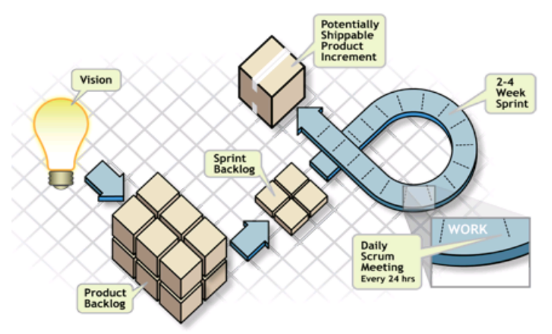 Vision
Potentially
Shippable
Product
Increment
2-4
Week
Sprint
Sprint
Backlog
WORK
Daily
Scrum
Meeting
Every 24 hrs
Product
Backlog